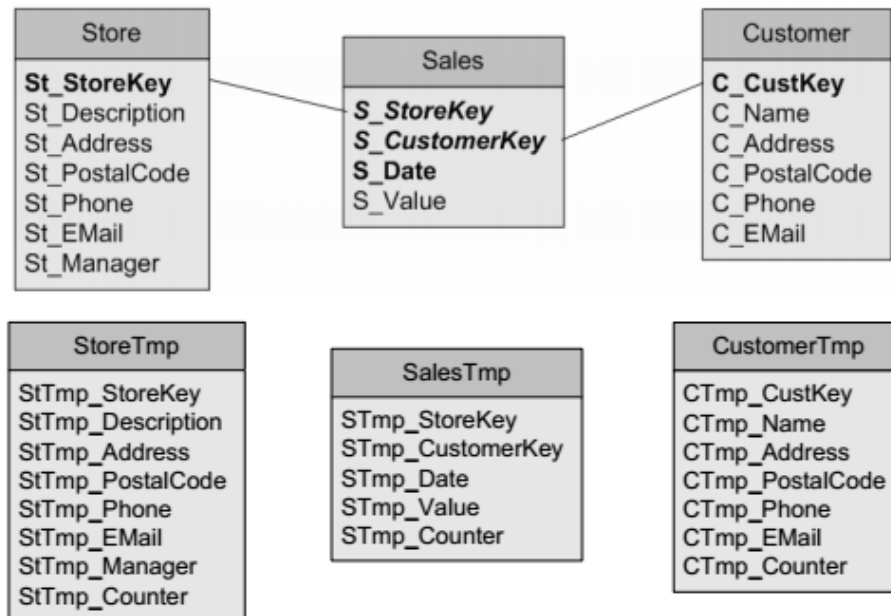 Store
St_StoreKey
St_Description
St_Address
St_PostalCode
St_Phone
St_EMail
St_Manager
Sales
S_StoreKey
S_CustomerKey
S_Date
S_Value
Customer
C_CustKey
C_Name
C_Address
C_PostalCode
C_Phone
C_EMail
StoreTmp
StTmp_StoreKey
StTmp_Description
StTmp_Address
StTmp_PostalCode
StTmp_Phone
StTmp_EMail
StTmp_Manager
StTmp_Counter
SalesTmp
STmp_StoreKey
STmp_CustomerKey
STmp_Date
STmp_Value
STmp_Counter
CustomerTmp
CTmp_CustKey
CTmp_Name
CTmp_Address
CTmp_PostalCode
CTmp_Phone
CTmp_EMail
CTmp_Counter